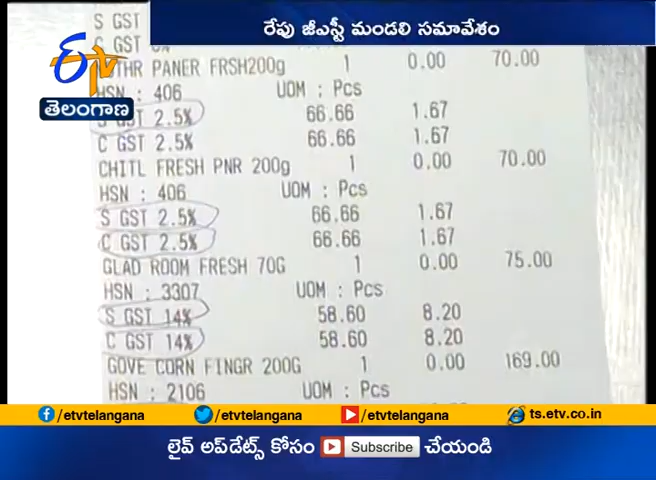 రేపు జీఎస్టీ మండలి సమావేశం
S GST
C GST
ETV
తెలంగాణ
THR PANER FRSH200g 1 0.00 70.00
HSN : 406 UOM : Pcs
S GST 2.5% 66.66 1.67
C GST 2.5% 66.66 1.67
CHITL FRESH PNR 200g 1 0.00 70.00
HSN : 406 UOM : Pcs
S GST 2.5% 66.66 1.67
C GST 2.5% 66.66 1.67
GLAD ROOM FRESH 70G 1 0.00 75.00
HSN : 3307 UOM : Pcs
S GST 14% 58.60 8.20
C GST 14% 58.60 8.20
GOVE CORN FINGR 200G 1 0.00 169.00
HSN : 2106 UOM : Pcs
/etvtelangana /etvtelangana /etvtelangana ts.etv.co.in
లైవ్ అప్‌డేట్స్ కోసం Subscribe చేయండి